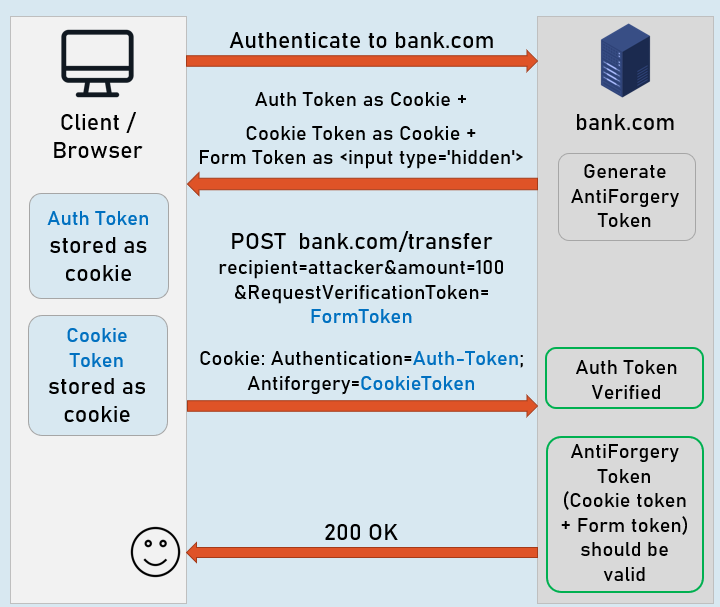 Authenticate to bank.com
Client /
Browser
bank.com
Auth Token as Cookie +
Cookie Token as Cookie +
Form Token as <input type='hidden'>
Generate
AntiForgery
Token
Auth Token
stored as
cookie
POST  bank.com/transfer
recipient=attacker&amount=100
&RequestVerificationToken=
FormToken
Cookie
Token
stored as
cookie
Cookie: Authentication=Auth-Token;
Antiforgery=CookieToken
Auth Token
Verified
AntiForgery
Token
(Cookie token
+ Form token)
should be
valid
200 OK